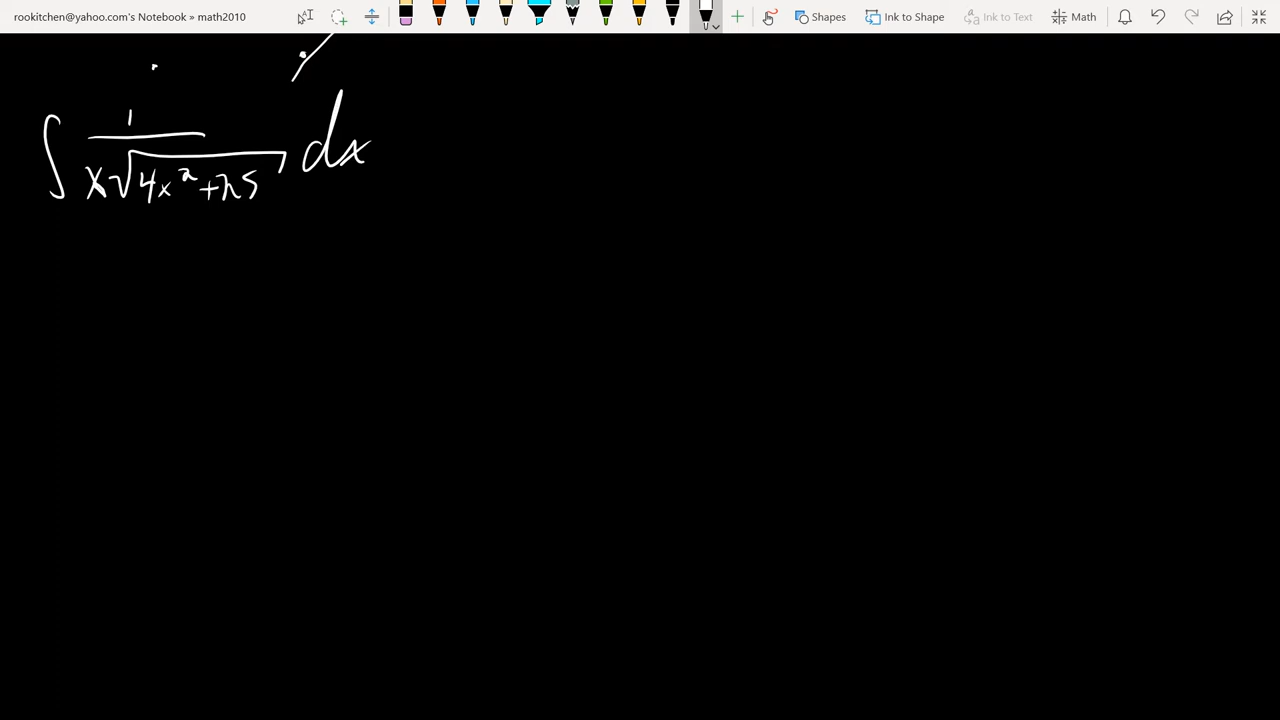 rookitchen@yahoo.com's Notebook » math2010
Shapes
Ink to Shape
Ink to Text
Math
∫ 1/(x√(4x²+25)) dx